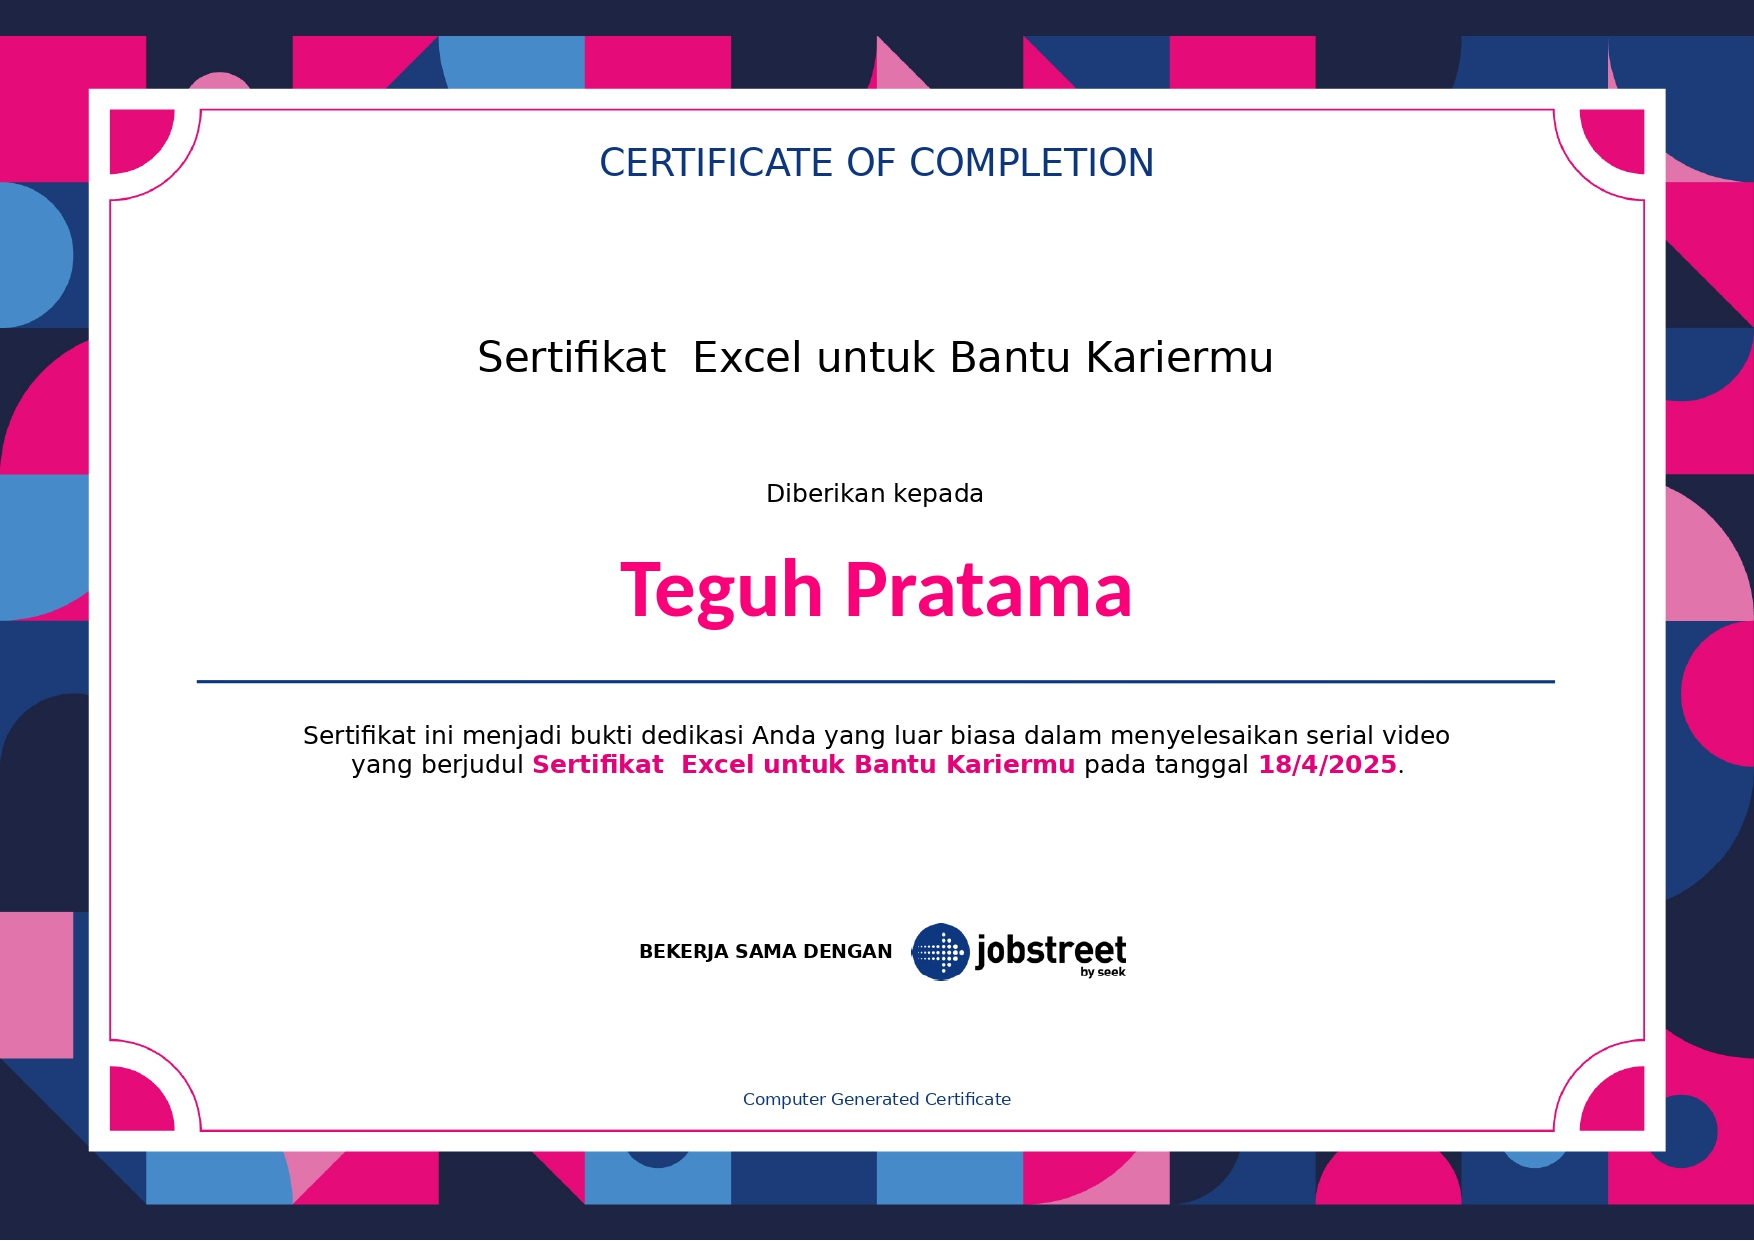 CERTIFICATE OF COMPLETION
Sertifikat  Excel untuk Bantu Kariermu
Diberikan kepada
Teguh Pratama
Sertifikat ini menjadi bukti dedikasi Anda yang luar biasa dalam menyelesaikan serial video
yang berjudul Sertifikat  Excel untuk Bantu Kariermu pada tanggal 18/4/2025.
BEKERJA SAMA DENGAN jobstreet
by seek
Computer Generated Certificate